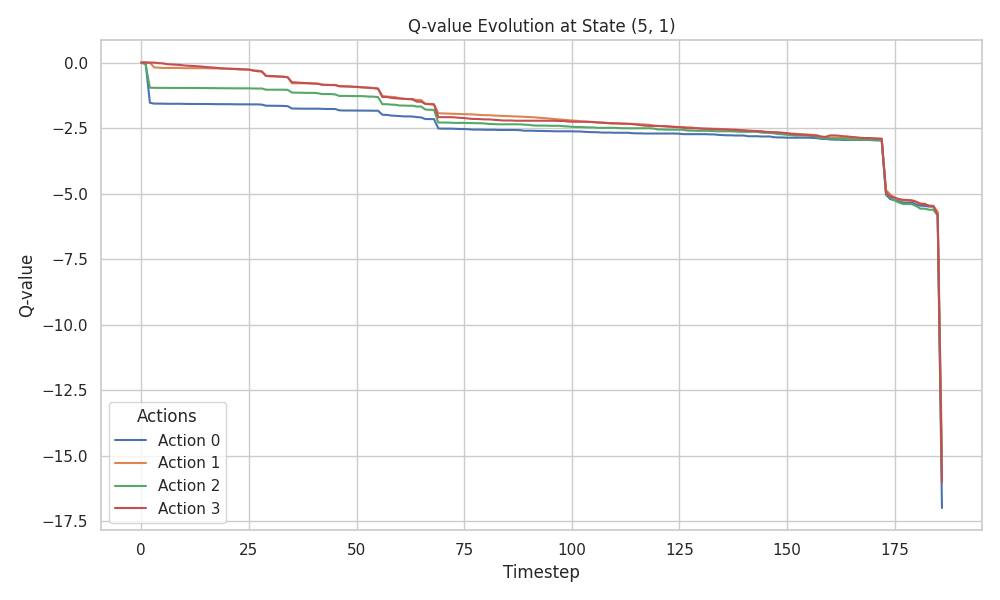 Q-value Evolution at State (5, 1)
0.0
−2.5
−5.0
−7.5
−10.0
−12.5
−15.0
−17.5
Q-value
Actions
Action 0
Action 1
Action 2
Action 3
0
25
50
75
100
125
150
175
Timestep